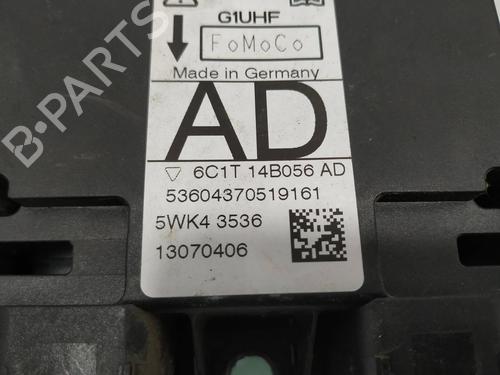 G1UHF
FoMoCo
Made in Germany
AD
6C1T 14B056 AD
53604370519161
5WK4 3536
13070406
B-PARTS